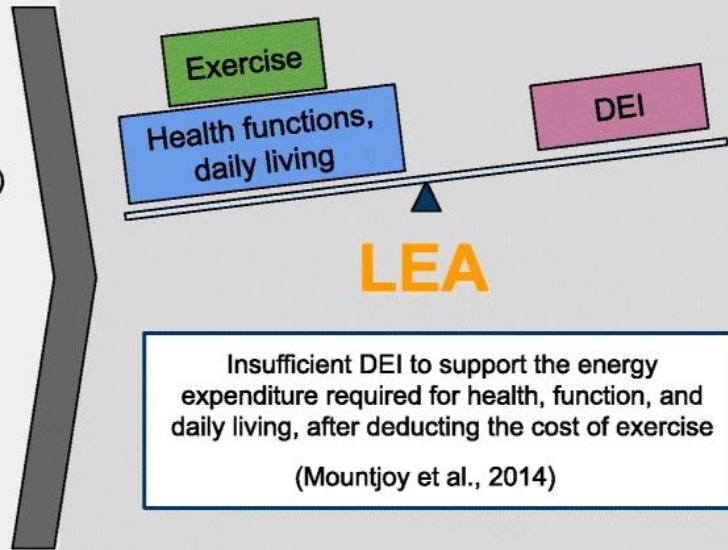 )
Exercise
Health functions,
daily living
DEI
LEA
Insufficient DEI to support the energy
expenditure required for health, function, and
daily living, after deducting the cost of exercise
(Mountjoy et al., 2014)